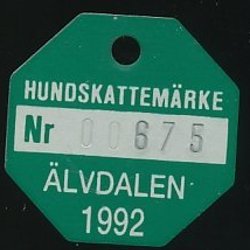 HUNDSKATTEMÄRKE
Nr 00675
ÄLVDALEN
1992